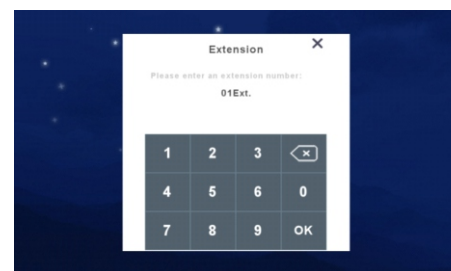 Extension
Please enter an extension number:
01Ext.
1 2 3
4 5 6 0
7 8 9 OK